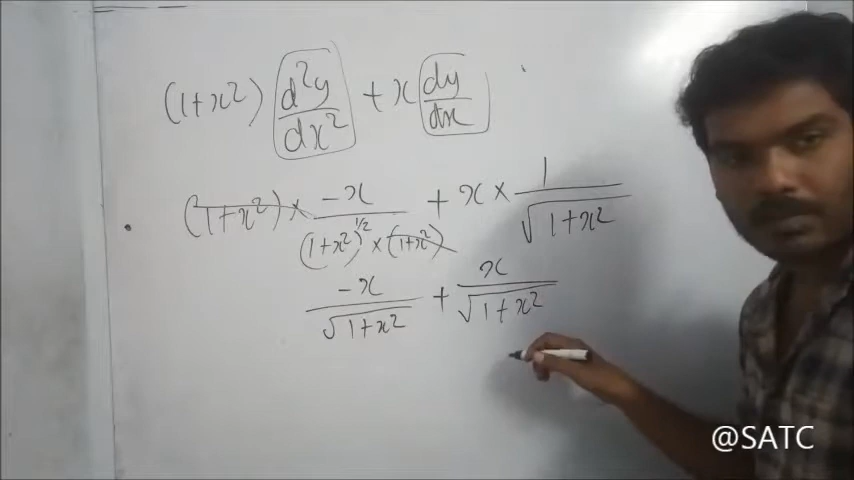 (1+x²) d²y/dx² + x dy/dx
(1+x²) × -x/((1+x²)^1/2 × (1+x²)) + x × 1/√(1+x²)
-x/√(1+x²) + x/√(1+x²)
@SATC